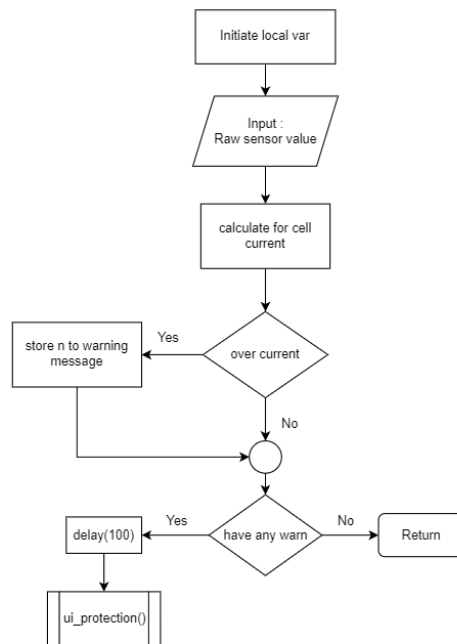 Initiate local var
Input :
Raw sensor value
calculate for cell
current
over current
Yes
store n to warning
message
No
have any warn
Yes
No
delay(100)
Return
ui_protection()